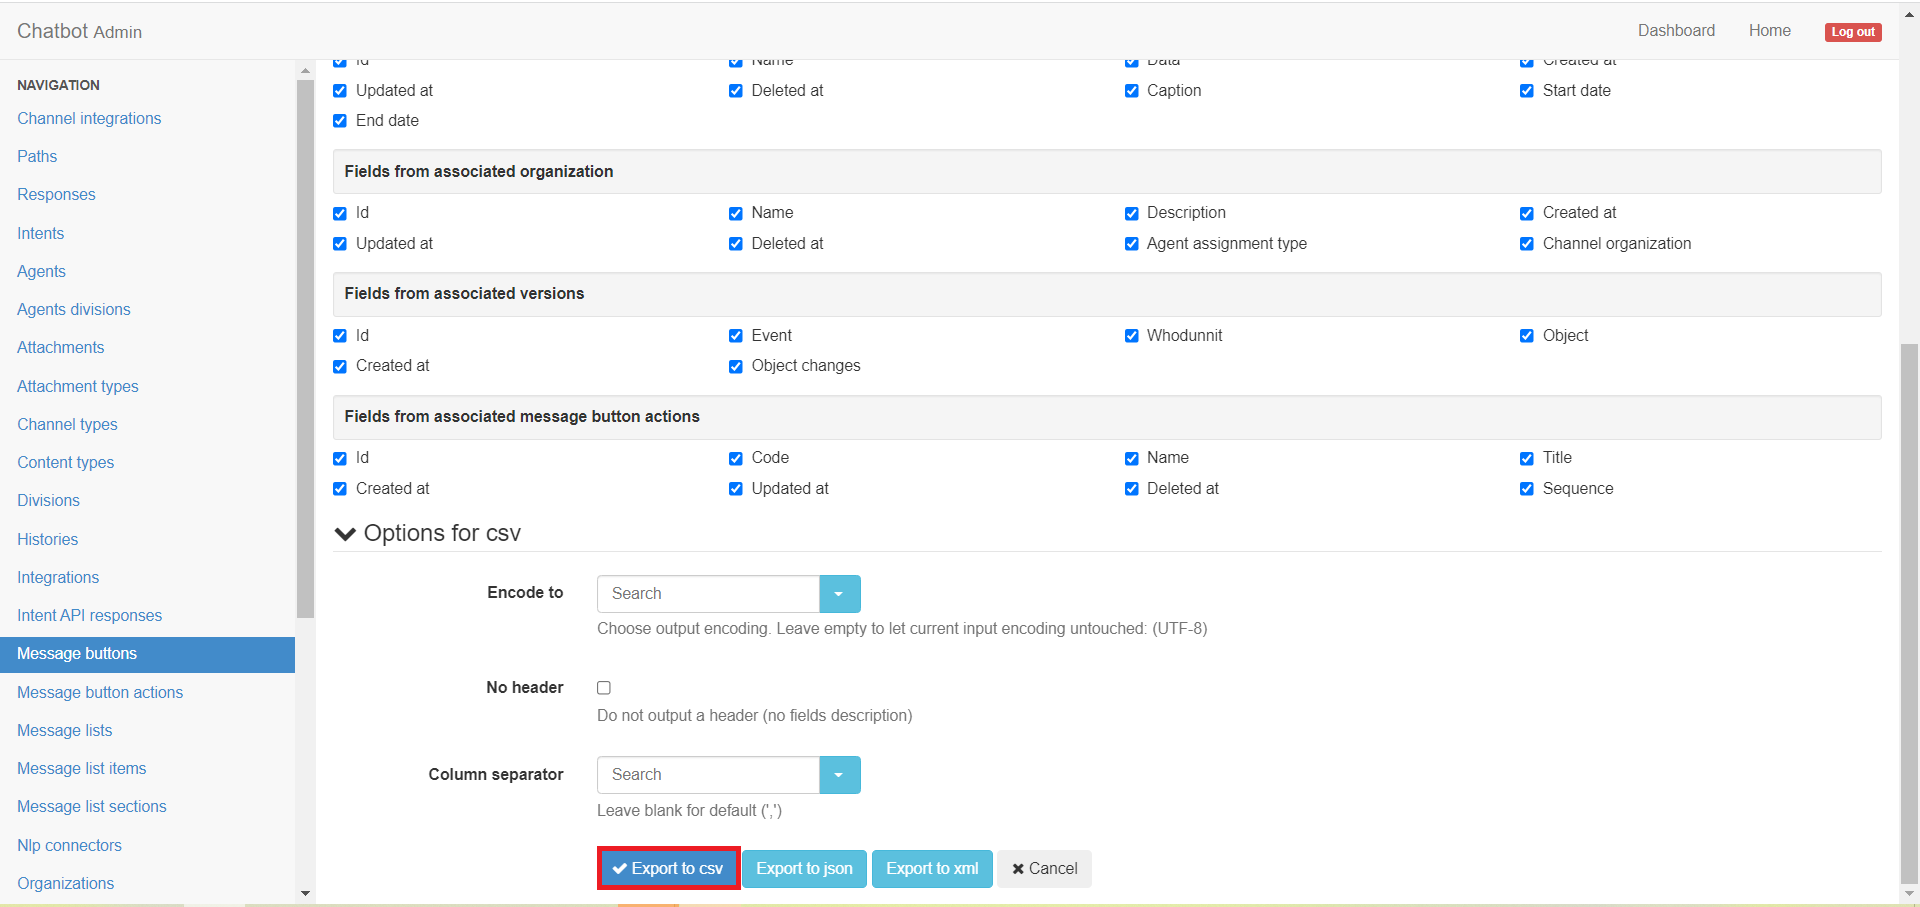 Chatbot Admin
Dashboard Home Log out
NAVIGATION
Channel integrations
Paths
Responses
Intents
Agents
Agents divisions
Attachments
Attachment types
Channel types
Content types
Divisions
Histories
Integrations
Intent API responses
Message buttons
Message button actions
Message lists
Message list items
Message list sections
Nlp connectors
Organizations
Id Name Data Created at
Updated at Deleted at Caption Start date
End date
Fields from associated organization
Id Name Description Created at
Updated at Deleted at Agent assignment type Channel organization
Fields from associated versions
Id Event Whodunnit Object
Created at Object changes
Fields from associated message button actions
Id Code Name Title
Created at Updated at Deleted at Sequence
Options for csv
Encode to Search
Choose output encoding. Leave empty to let current input encoding untouched: (UTF-8)
No header
Do not output a header (no fields description)
Column separator Search
Leave blank for default (',')
Export to csv Export to json Export to xml Cancel